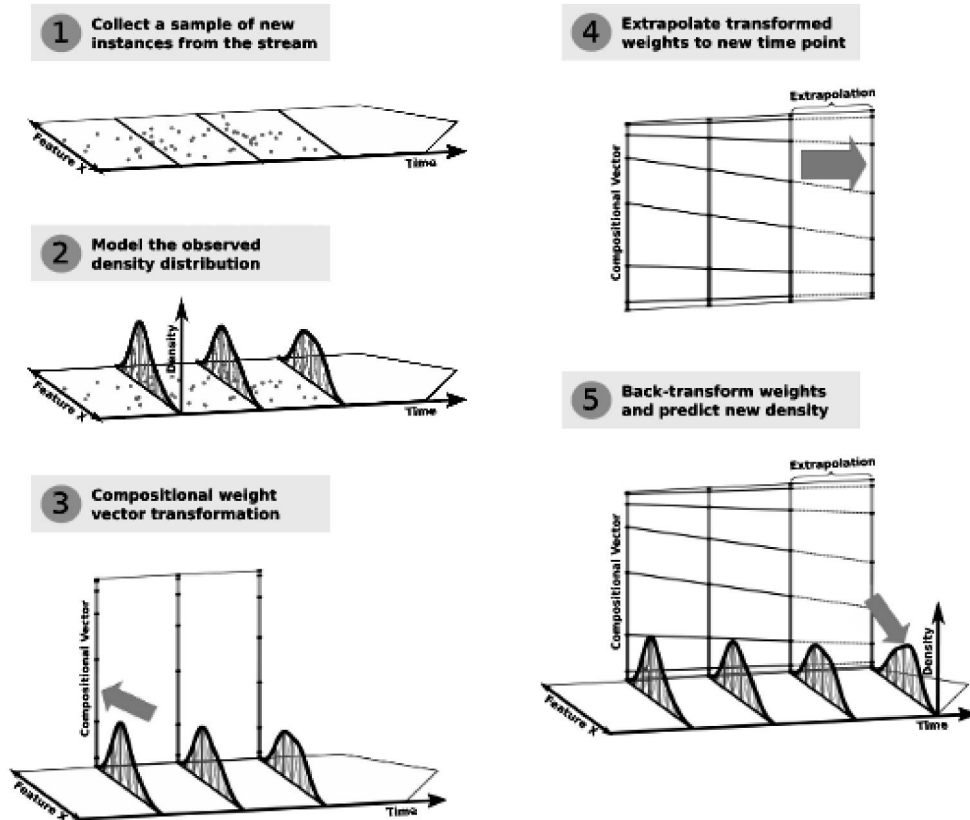 1
Collect a sample of new
instances from the stream
Feature X
Time
2
Model the observed
density distribution
Density
Feature X
Time
3
Compositional weight
vector transformation
Compositional Vector
Feature X
Time
4
Extrapolate transformed
weights to new time point
Extrapolation
Compositional Vector
5
Back-transform weights
and predict new density
Extrapolation
Compositional Vector
Density
Feature X
Time